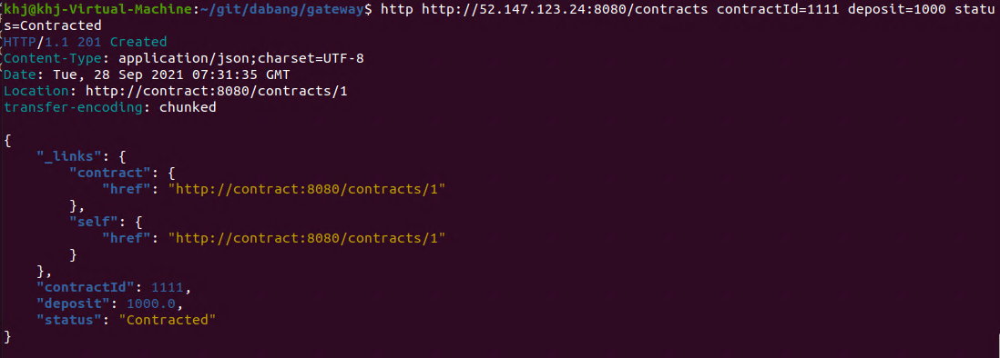 khj@khj-Virtual-Machine:~/git/dabang/gateway$ http http://52.147.123.24:8080/contracts contractId=1111 deposit=1000 statu
s=Contracted
HTTP/1.1 201 Created
Content-Type: application/json;charset=UTF-8
Date: Tue, 28 Sep 2021 07:31:35 GMT
Location: http://contract:8080/contracts/1
transfer-encoding: chunked

{
    "_links": {
        "contract": {
            "href": "http://contract:8080/contracts/1"
        },
        "self": {
            "href": "http://contract:8080/contracts/1"
        }
    },
    "contractId": 1111,
    "deposit": 1000.0,
    "status": "Contracted"
}